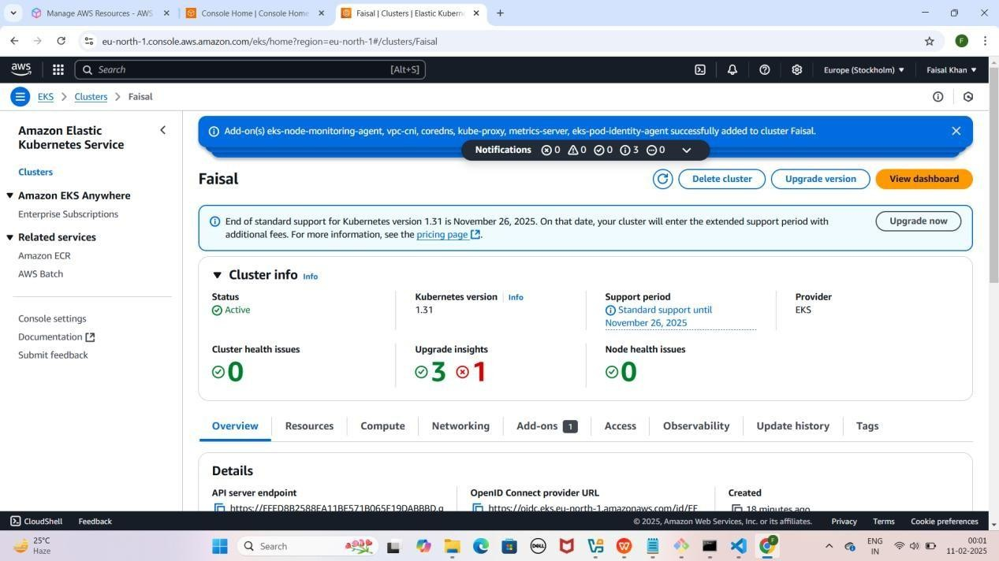 Manage AWS Resources - AWS
Console Home | Console Home
Faisal | Clusters | Elastic Kubern
eu-north-1.console.aws.amazon.com/eks/home?region=eu-north-1#/clusters/Faisal
F
aws
Search
[Alt+S]
Europe (Stockholm)
Faisal Khan
EKS
Clusters
Faisal
Amazon Elastic
Kubernetes Service
Clusters
Amazon EKS Anywhere
Enterprise Subscriptions
Related services
Amazon ECR
AWS Batch
Console settings
Documentation
Submit feedback
Add-on(s) eks-node-monitoring-agent, vpc-cni, coredns, kube-proxy, metrics-server, eks-pod-identity-agent successfully added to cluster Faisal.
Notifications 0 0 0 3 0
Faisal
Delete cluster
Upgrade version
View dashboard
End of standard support for Kubernetes version 1.31 is November 26, 2025. On that date, your cluster will enter the extended support period with
additional fees. For more information, see the pricing page.
Upgrade now
Cluster info Info
Status
Active
Kubernetes version Info
1.31
Support period
Standard support until
November 26, 2025
Provider
EKS
Cluster health issues
0
Upgrade insights
3 1
Node health issues
0
Overview
Resources
Compute
Networking
Add-ons 1
Access
Observability
Update history
Tags
Details
API server endpoint
OpenID Connect provider URL
https://oidc.eks.eu-north-1.amazonaws.com/id/FF
Created
18 minutes ago
CloudShell
Feedback
© 2025, Amazon Web Services, Inc. or its affiliates.
Privacy
Terms
Cookie preferences
25°C
Haze
Search
DELL
F
ENG
IN
00:01
11-02-2025